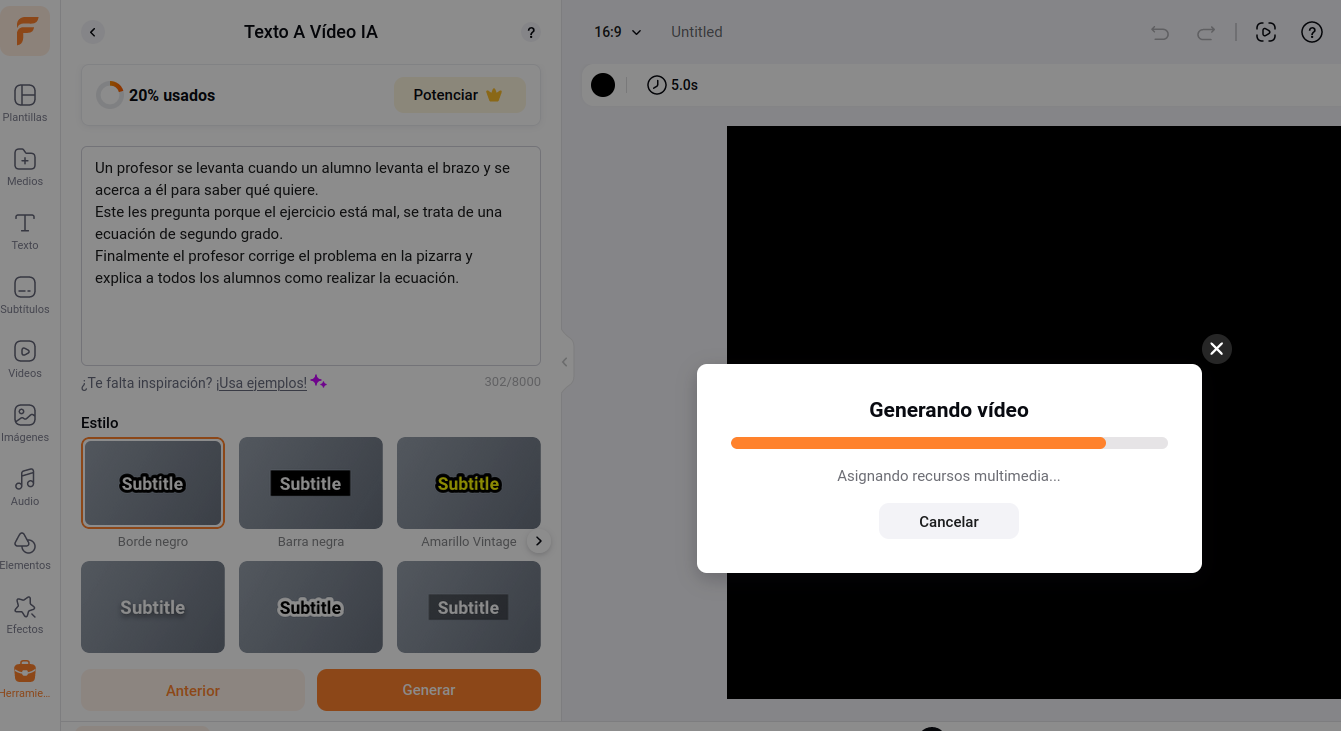 Texto A Vídeo IA
?
16:9
Untitled
?
20% usados
Potenciar
5.0s
Plantillas
Medios
Texto
Subtítulos
Videos
Imágenes
Audio
Elementos
Efectos
Herramie...
Un profesor se levanta cuando un alumno levanta el brazo y se
acerca a él para saber qué quiere.
Este les pregunta porque el ejercicio está mal, se trata de una
ecuación de segundo grado.
Finalmente el profesor corrige el problema en la pizarra y
explica a todos los alumnos como realizar la ecuación.
¿Te falta inspiración? ¡Usa ejemplos!
302/8000
Estilo
Subtitle
Subtitle
Subtitle
Borde negro
Barra negra
Amarillo Vintage
Subtitle
Subtitle
Subtitle
Anterior
Generar
Generando vídeo
Asignando recursos multimedia...
Cancelar